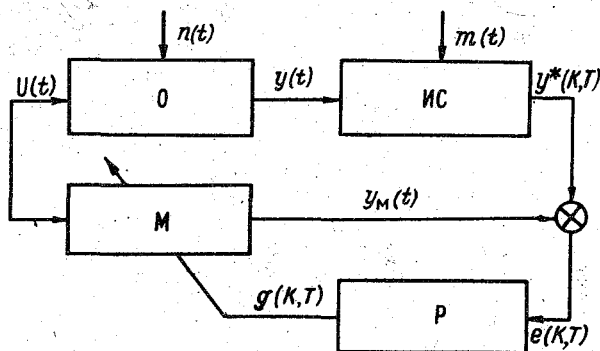 n(t)
m(t)
U(t)
О
y(t)
ИС
y*(К,Т)
М
yм(t)
g(К,Т)
Р
e(К,Т)